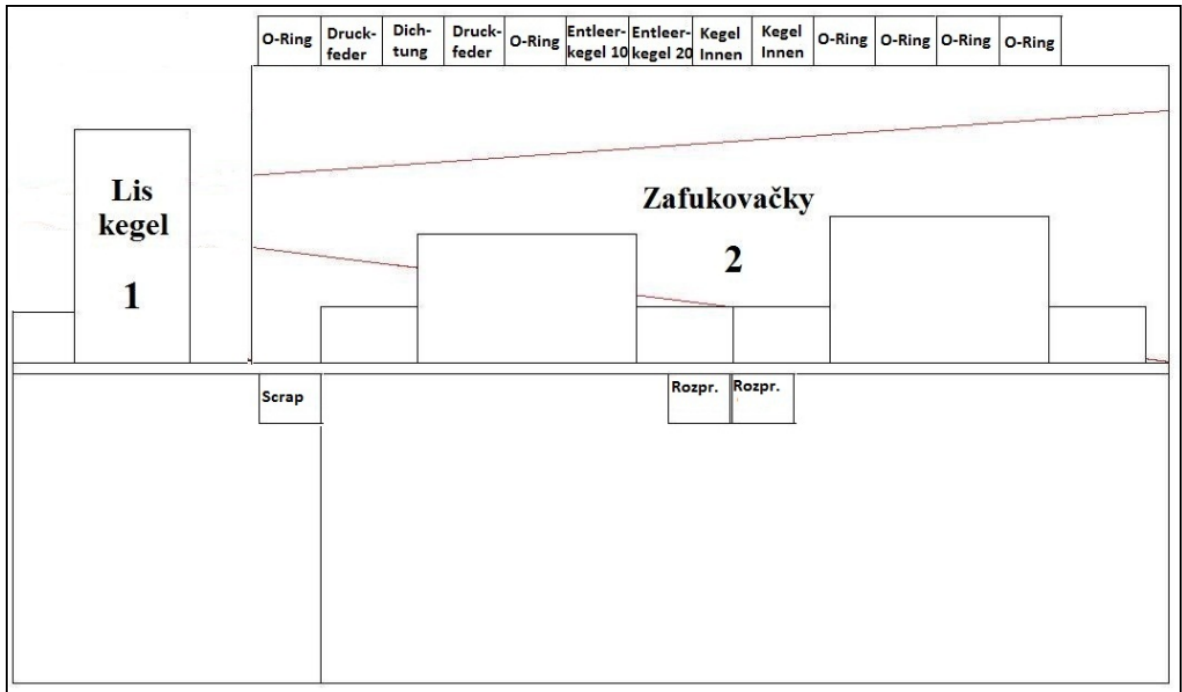 O-Ring
Druck-
feder
Dich-
tung
Druck-
feder
O-Ring
Entleer-
kegel 10
Entleer-
kegel 20
Kegel
Innen
Kegel
Innen
O-Ring
O-Ring
O-Ring
O-Ring
Lis
kegel
1
Zafukovačky
2
Scrap
Rozpr.
Rozpr.